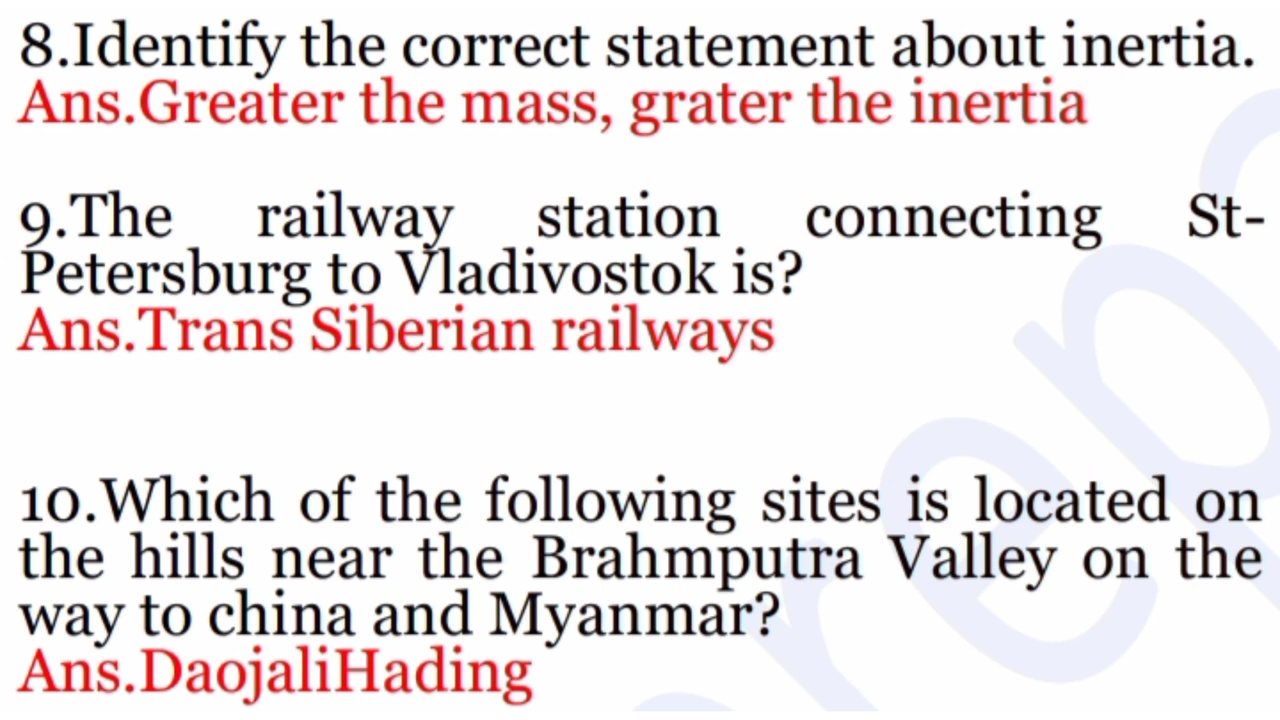 8.Identify the correct statement about inertia.
Ans.Greater the mass, grater the inertia
9.The railway station connecting St-
Petersburg to Vladivostok is?
Ans.Trans Siberian railways
10.Which of the following sites is located on
the hills near the Brahmputra Valley on the
way to china and Myanmar?
Ans.DaojaliHading